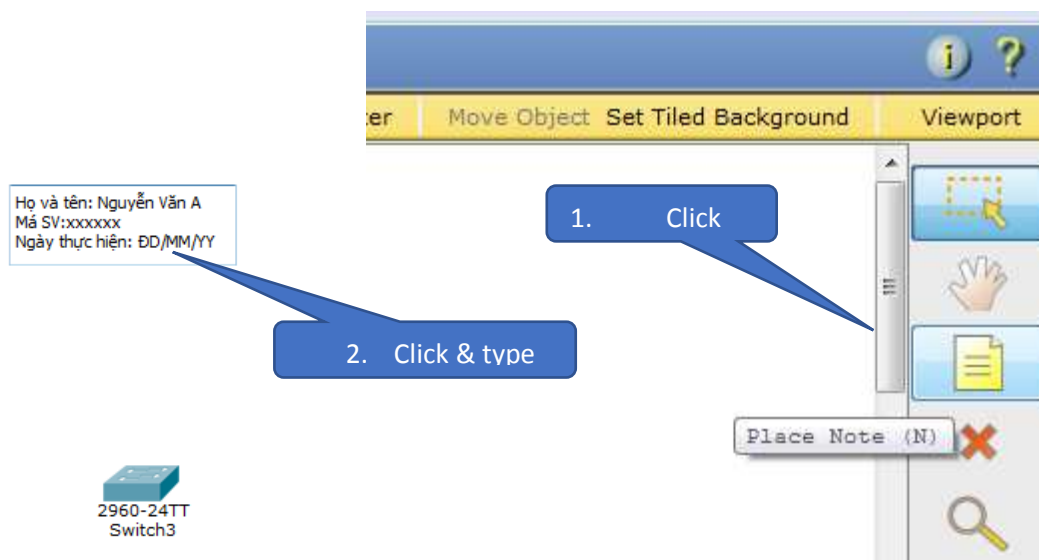 i ?
er Move Object Set Tiled Background Viewport
Họ và tên: Nguyễn Văn A
Mã SV:xxxxxx
Ngày thực hiện: ĐD/MM/YY
1. Click
2. Click & type
Place Note (N)
2960-24TT
Switch3